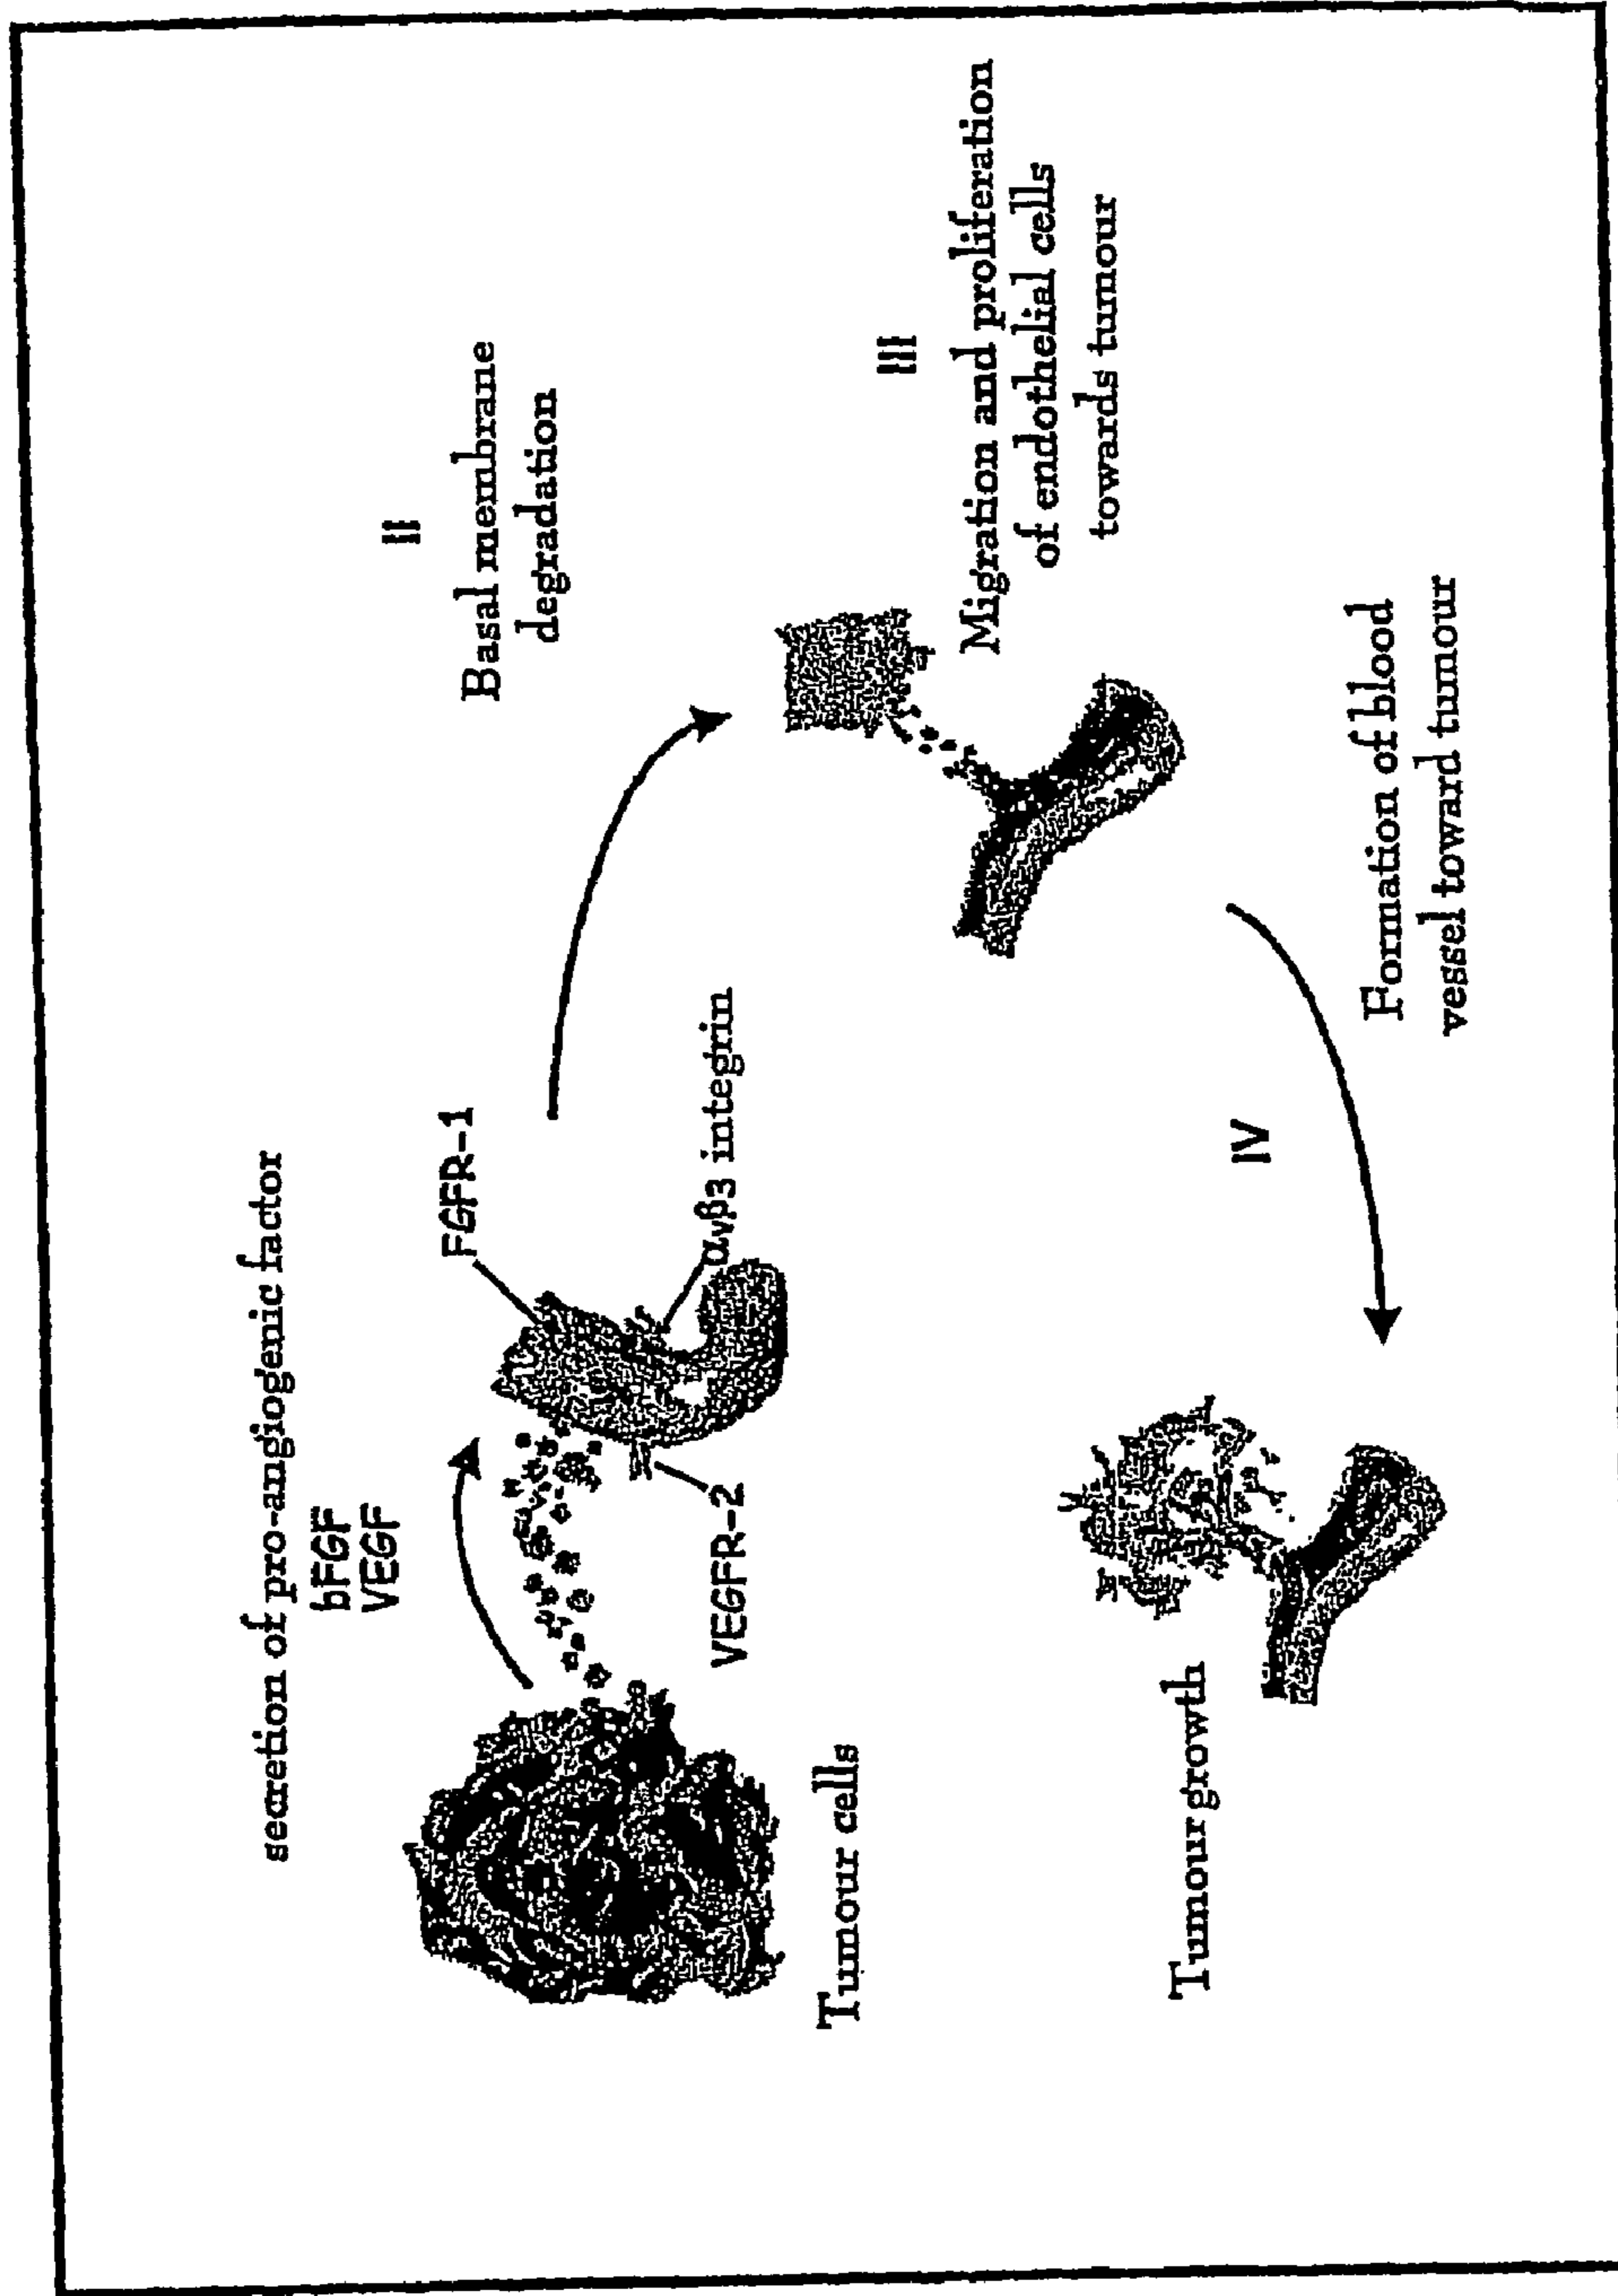 secretion of pro-angiogenic factor
bFGF
VEGF
FGFR-1
αvβ3 integrin
VEGFR-2
Tumour cells
II
Basal membrane
degradation
III
Migration and proliferation
of endothelial cells
towards tumour
IV
Formation of blood
vessel toward tumour
Tumour growth